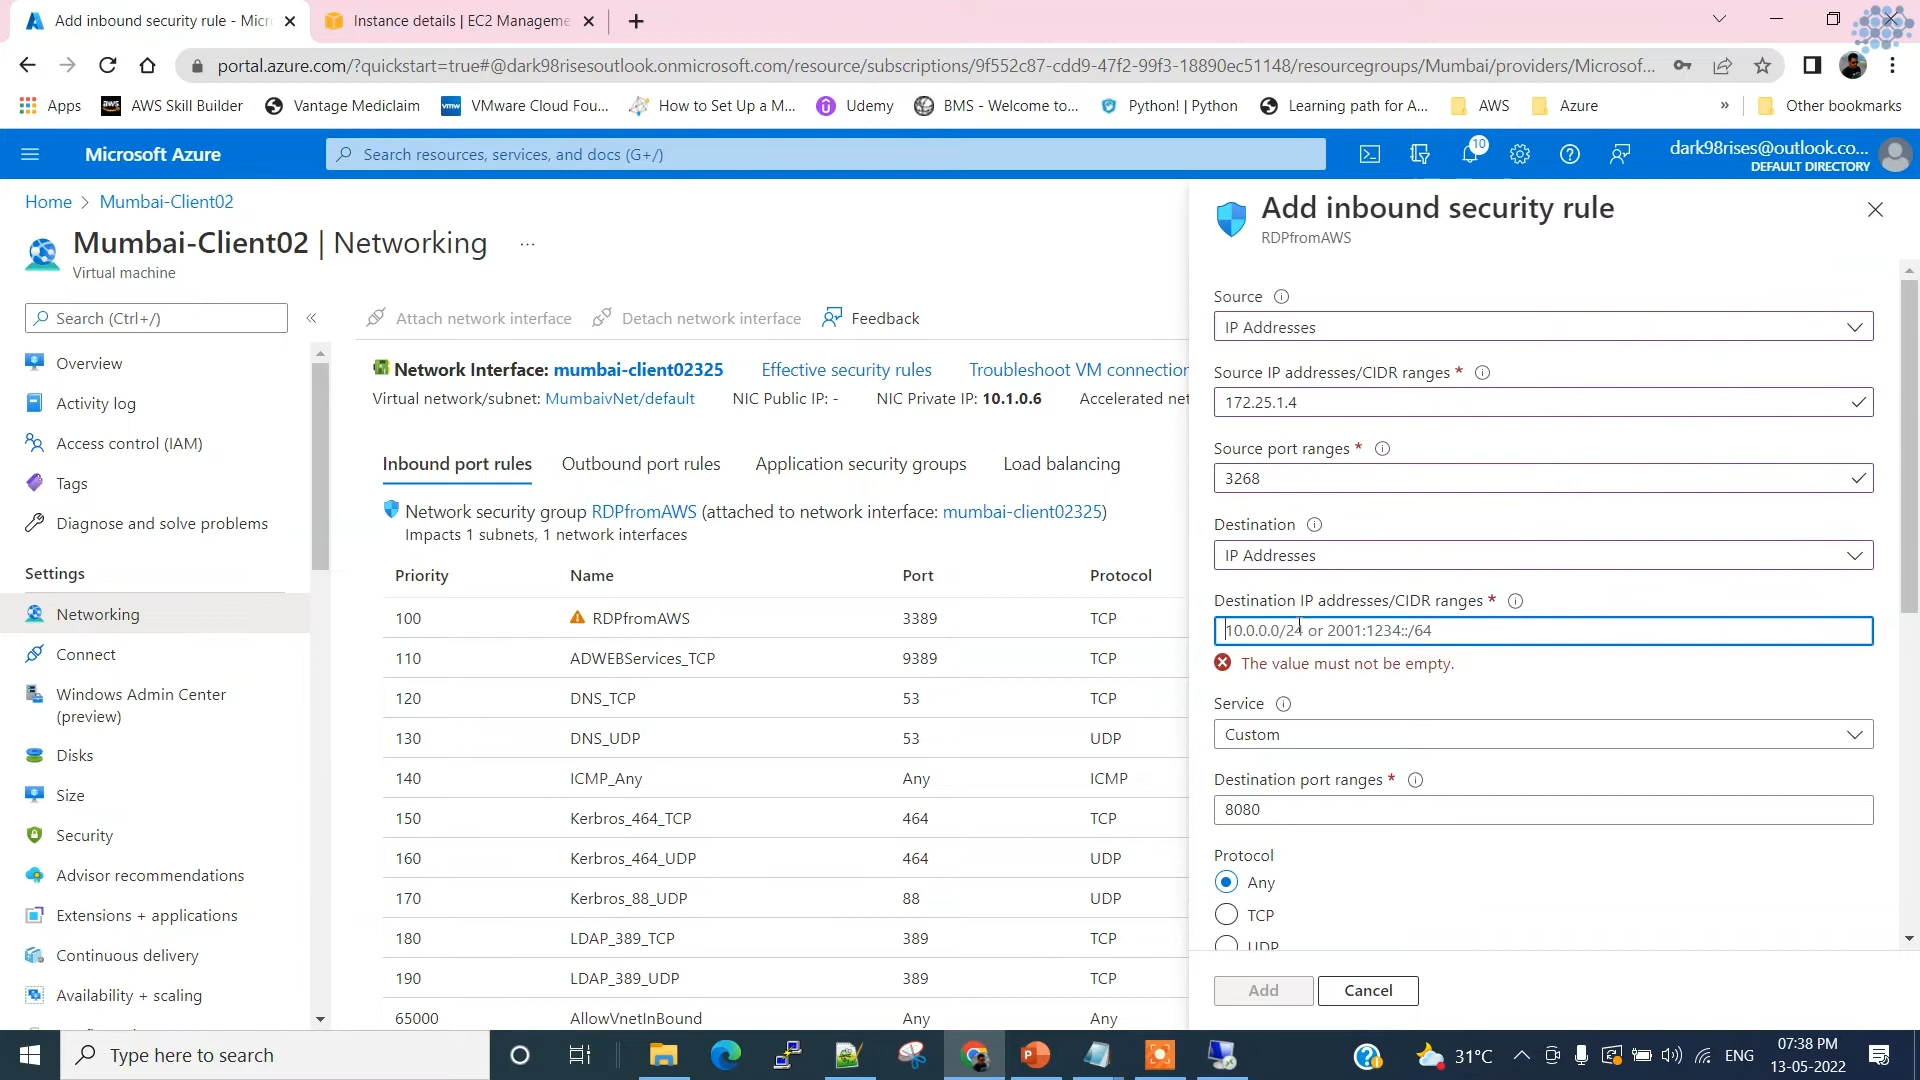 Add inbound security rule - Micr
Instance details | EC2 Manageme
portal.azure.com/?quickstart=true#@dark98risesoutlook.onmicrosoft.com/resource/subscriptions/9f552c87-cdd9-47f2-99f3-18890ec51148/resourcegroups/Mumbai/providers/Microsof...
Apps
AWS Skill Builder
Vantage Mediclaim
VMware Cloud Fou...
How to Set Up a M...
Udemy
BMS - Welcome to...
Python! | Python
Learning path for A...
AWS
Azure
»
Other bookmarks
Microsoft Azure
Search resources, services, and docs (G+/)
10
dark98rises@outlook.co...
DEFAULT DIRECTORY
Home > Mumbai-Client02
Mumbai-Client02 | Networking ...
Virtual machine
Search (Ctrl+/)
«
Overview
Activity log
Access control (IAM)
Tags
Diagnose and solve problems
Settings
Networking
Connect
Windows Admin Center
(preview)
Disks
Size
Security
Advisor recommendations
Extensions + applications
Continuous delivery
Availability + scaling
Attach network interface
Detach network interface
Feedback
Network Interface: mumbai-client02325
Effective security rules
Troubleshoot VM connection
Virtual network/subnet: MumbaivNet/default
NIC Public IP: -
NIC Private IP: 10.1.0.6
Accelerated net
Inbound port rules
Outbound port rules
Application security groups
Load balancing
Network security group RDPfromAWS (attached to network interface: mumbai-client02325)
Impacts 1 subnets, 1 network interfaces
Priority Name Port Protocol
100 RDPfromAWS 3389 TCP
110 ADWEBServices_TCP 9389 TCP
120 DNS_TCP 53 TCP
130 DNS_UDP 53 UDP
140 ICMP_Any Any ICMP
150 Kerbros_464_TCP 464 TCP
160 Kerbros_464_UDP 464 UDP
170 Kerbros_88_UDP 88 UDP
180 LDAP_389_TCP 389 TCP
190 LDAP_389_UDP 389 TCP
65000 AllowVnetInBound Any Any
Add inbound security rule
RDPfromAWS
Source
IP Addresses
Source IP addresses/CIDR ranges *
172.25.1.4
Source port ranges *
3268
Destination
IP Addresses
Destination IP addresses/CIDR ranges *
10.0.0.0/24 or 2001:1234::/64
The value must not be empty.
Service
Custom
Destination port ranges *
8080
Protocol
Any
TCP
UDP
Add
Cancel
Type here to search
31°C
ENG
07:38 PM
13-05-2022